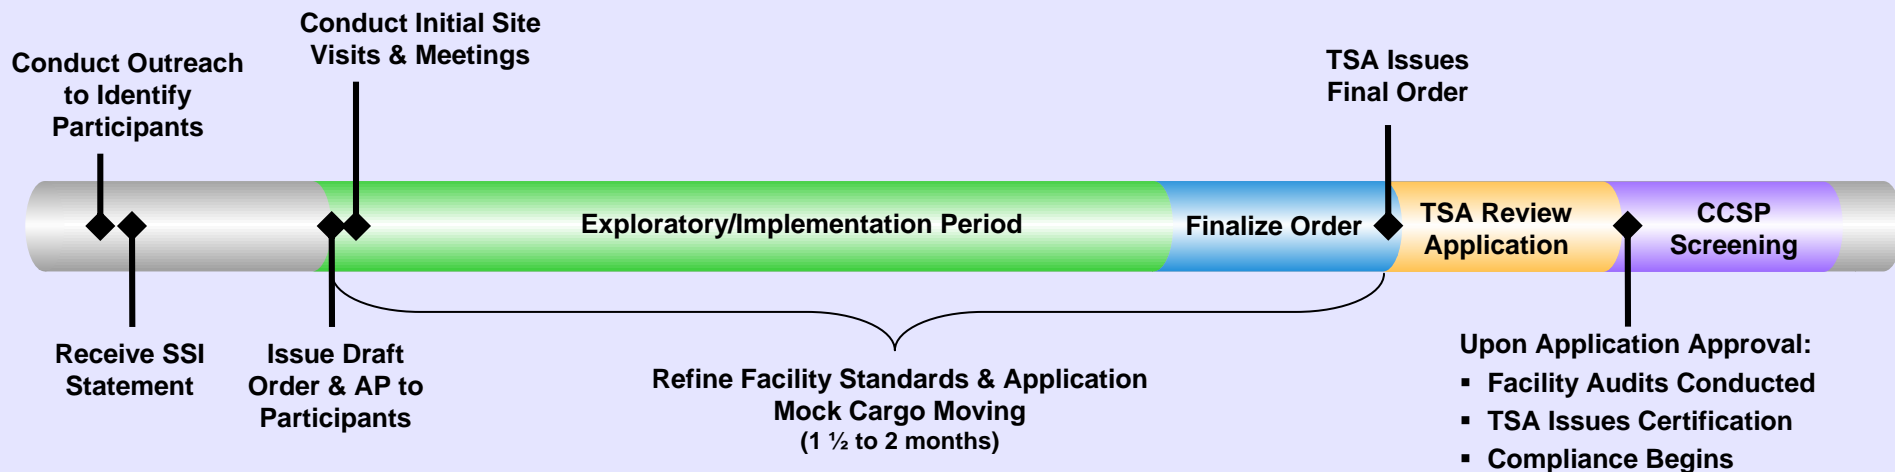 Conduct Outreach
to Identify
Participants
Conduct Initial Site
Visits & Meetings
TSA Issues
Final Order
Exploratory/Implementation Period
Finalize Order
TSA Review
Application
CCSP
Screening
Receive SSI
Statement
Issue Draft
Order & AP to
Participants
Refine Facility Standards & Application
Mock Cargo Moving
(1 ½ to 2 months)
Upon Application Approval:
▪ Facility Audits Conducted
▪ TSA Issues Certification
▪ Compliance Begins